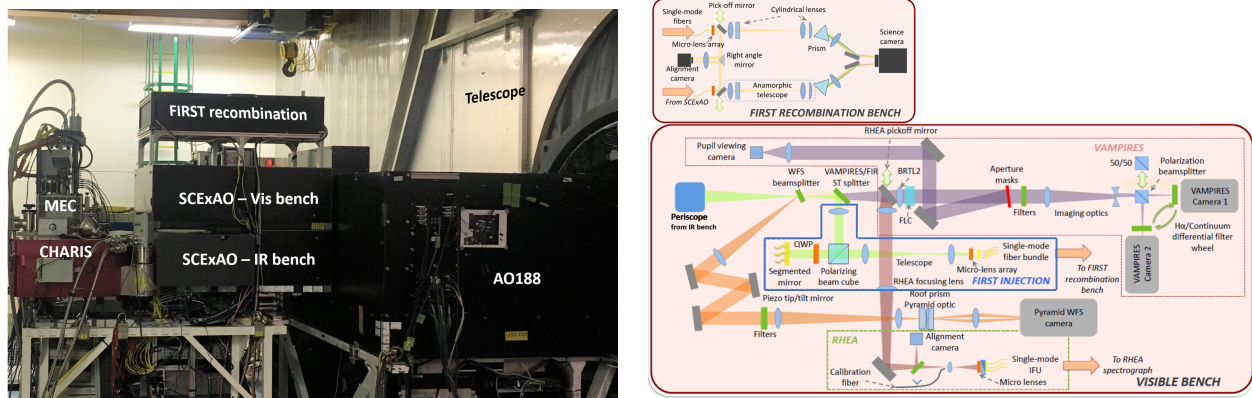 FIRST recombination
Telescope
MEC
SCExAO – Vis bench
CHARIS
SCExAO – IR bench
AO188
Single-mode
fibers
Pick-off mirror
Cylindrical lenses
Micro-lens array
Prism
Science
camera
Right angle
mirror
Alignment
camera
From SCExAO
Anamorphic
telescope
FIRST RECOMBINATION BENCH
RHEA pickoff mirror
Pupil viewing
camera
WFS
beamsplitter
VAMPIRES/FIR
ST splitter
BRTL2
FLC
Aperture
masks
Filters
Imaging optics
VAMPIRES
50/50
Polarization
beamsplitter
VAMPIRES
Camera 1
VAMPIRES
Camera 2
Hα/Continuum
differential filter
wheel
Periscope
from IR bench
QWP
Segmented
mirror
Polarizing
beam cube
Telescope
Single-mode
fiber bundle
Micro-lens array
RHEA focusing lens
FIRST INJECTION
To FIRST
recombination
bench
Piezo tip/tilt mirror
Roof prism
Pyramid optic
Filters
Pyramid WFS
camera
RHEA
Alignment
camera
Calibration
fiber
Single-mode
IFU
Micro lenses
To RHEA
spectrograph
VISIBLE BENCH